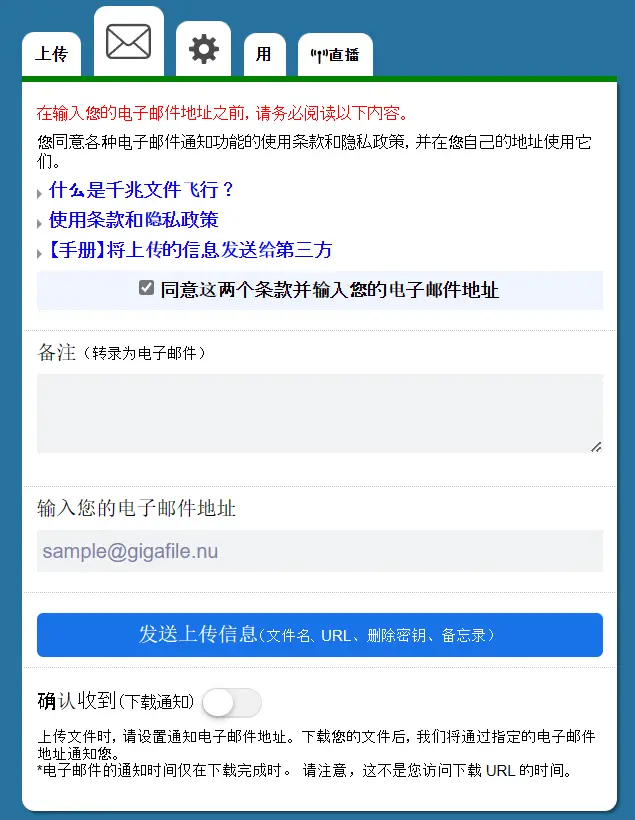 上传
用
直播
在输入您的电子邮件地址之前, 请务必阅读以下内容。
您同意各种电子邮件通知功能的使用条款和隐私政策, 并在您自己的地址使用它
们。
什么是千兆文件飞行？
使用条款和隐私政策
【手册】将上传的信息发送给第三方
同意这两个条款并输入您的电子邮件地址
备注（转录为电子邮件）
输入您的电子邮件地址
sample@gigafile.nu
发送上传信息(文件名、URL、删除密钥、备忘录)
确认收到(下载通知)
上传文件时, 请设置通知电子邮件地址。下载您的文件后, 我们将通过指定的电子邮件
地址通知您。
*电子邮件的通知时间仅在下载完成时。 请注意，这不是您访问下载 URL 的时间。